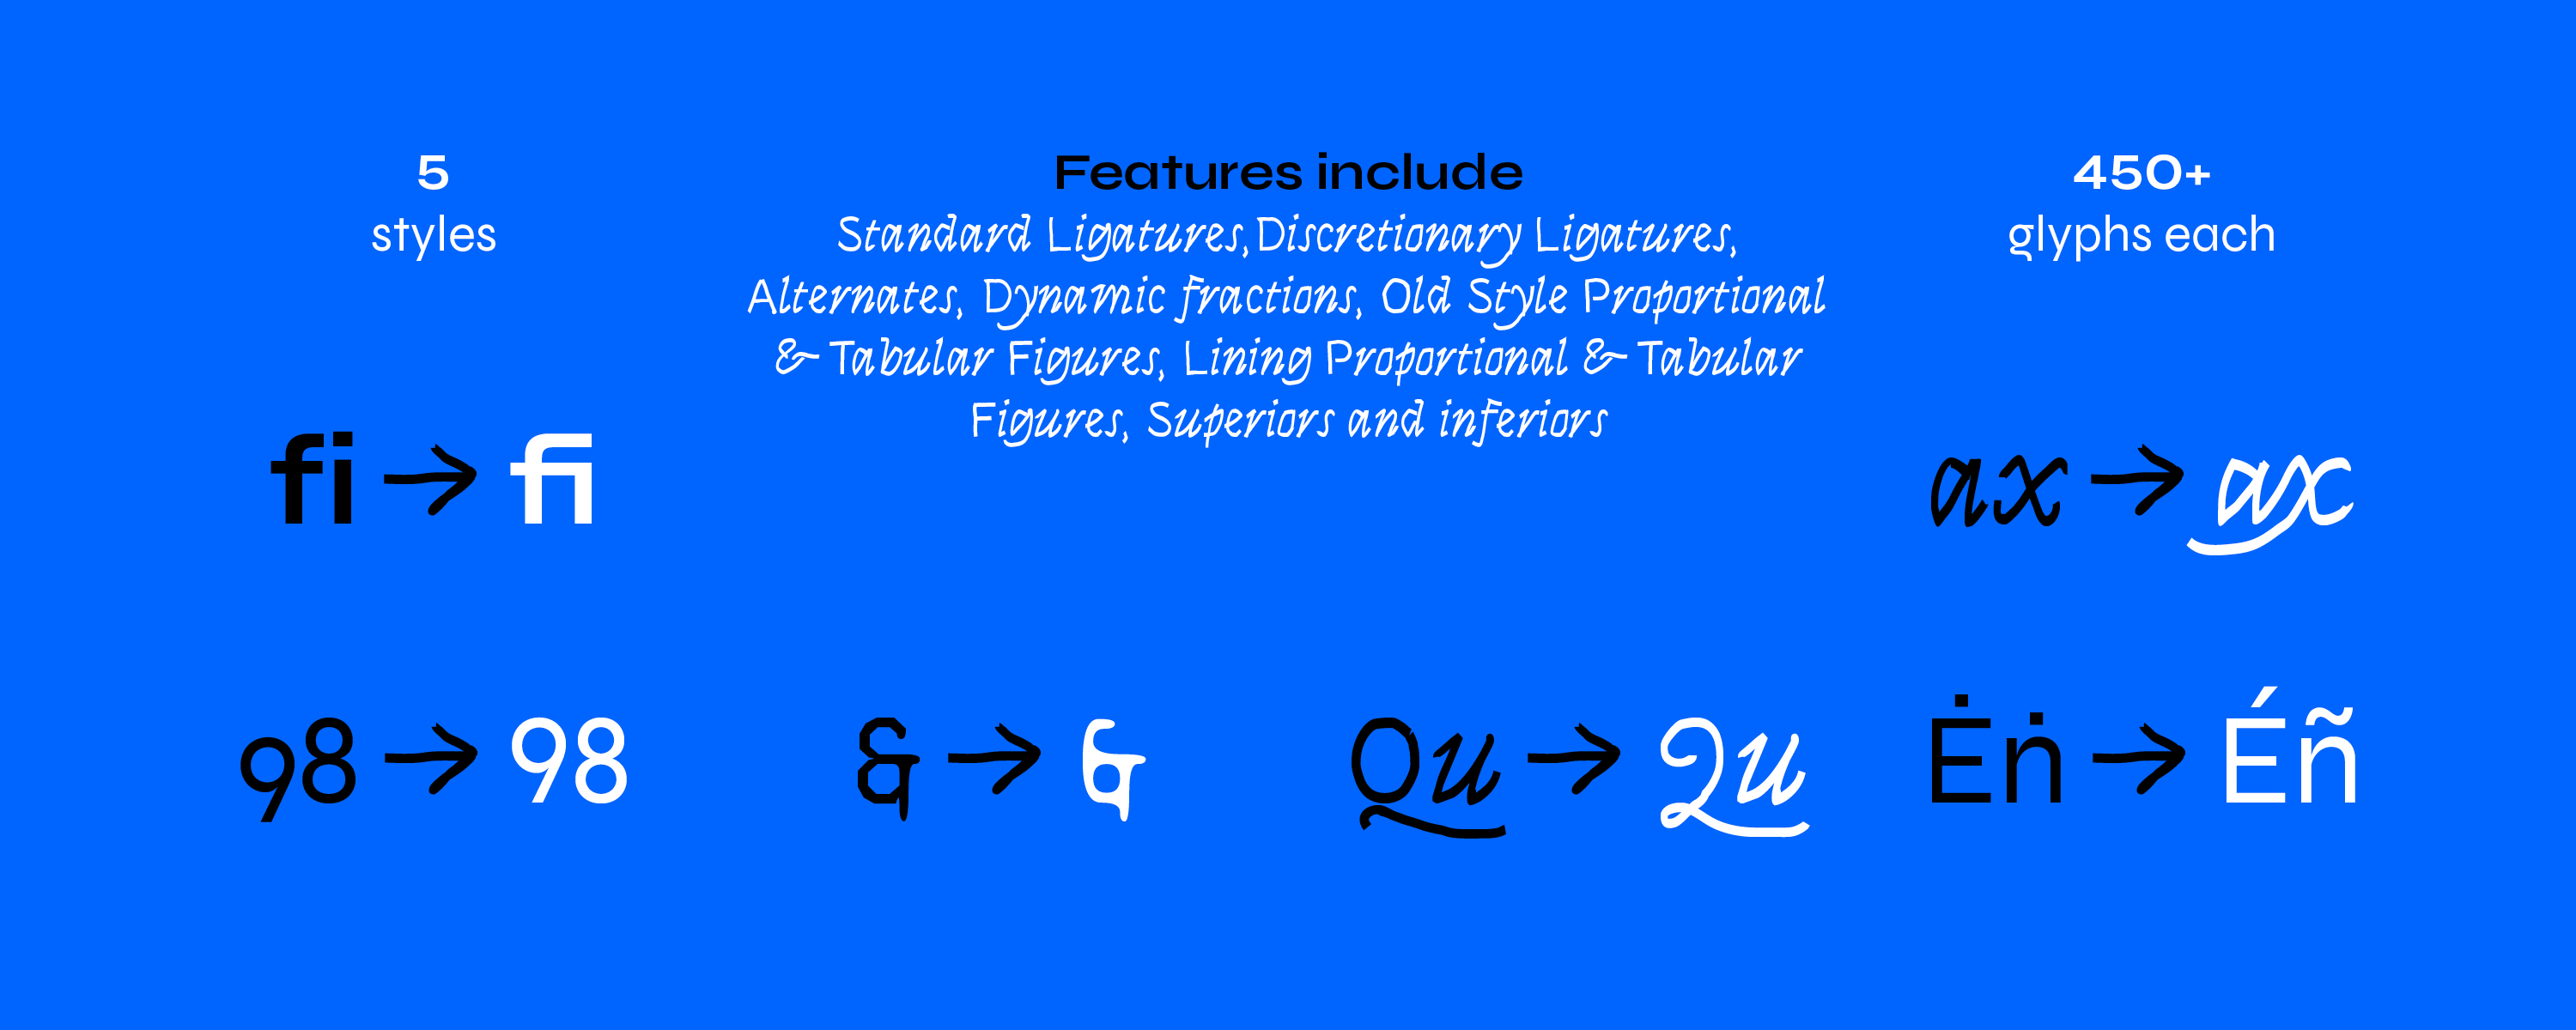 5
styles
Features include
Standard Ligatures, Discretionary Ligatures,
Alternates, Dynamic fractions, Old Style Proportional
& Tabular Figures, Lining Proportional & Tabular
Figures, Superiors and inferiors
450+
glyphs each
fi → fi
ax → ax
98 → 98
& → &
Qu → Qu
Ėṅ → Éñ